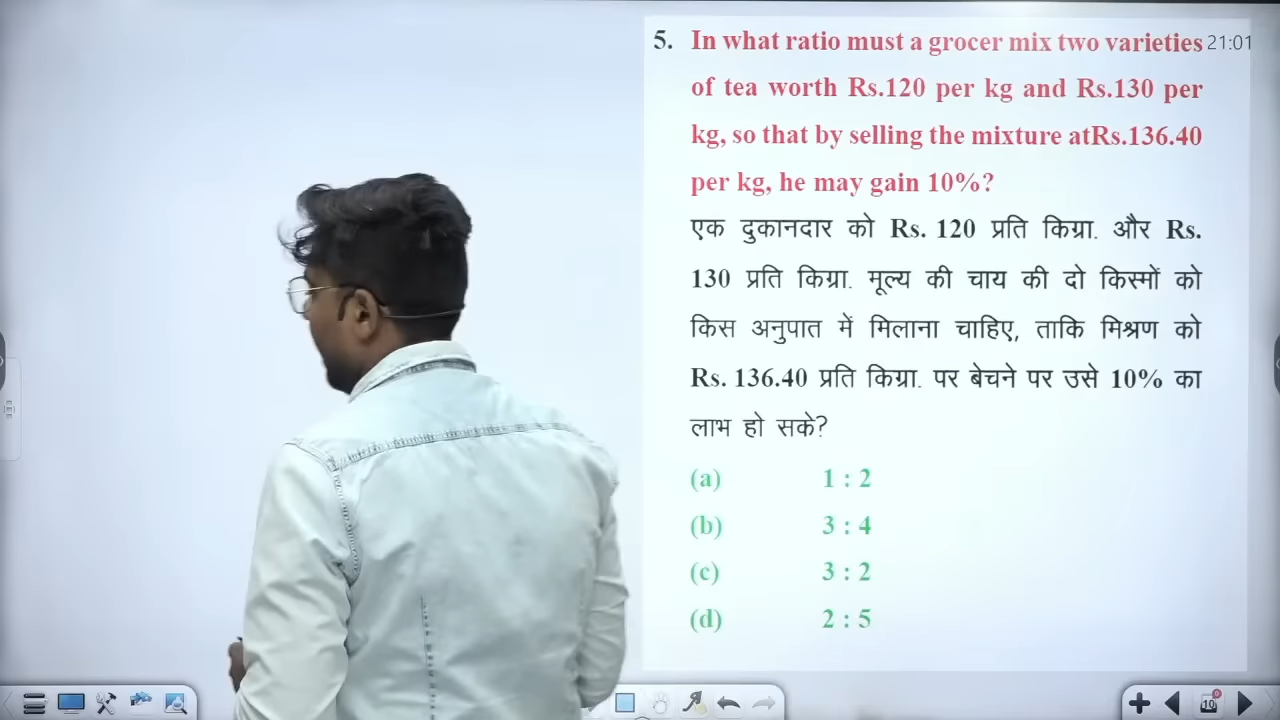 5. In what ratio must a grocer mix two varieties 21:01
of tea worth Rs.120 per kg and Rs.130 per
kg, so that by selling the mixture atRs.136.40
per kg, he may gain 10%?
एक दुकानदार को Rs. 120 प्रति किग्रा. और Rs.
130 प्रति किग्रा. मूल्य की चाय की दो किस्मों को
किस अनुपात में मिलाना चाहिए, ताकि मिश्रण को
Rs. 136.40 प्रति किग्रा. पर बेचने पर उसे 10% का
लाभ हो सके?
(a) 1 : 2
(b) 3 : 4
(c) 3 : 2
(d) 2 : 5
10